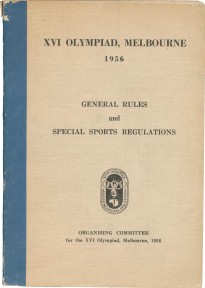 XVI OLYMPIAD, MELBOURNE
1956
GENERAL RULES
and
SPECIAL SPORTS REGULATIONS
ORGANISING COMMITTEE
for the XVI Olympiad, Melbourne, 1956